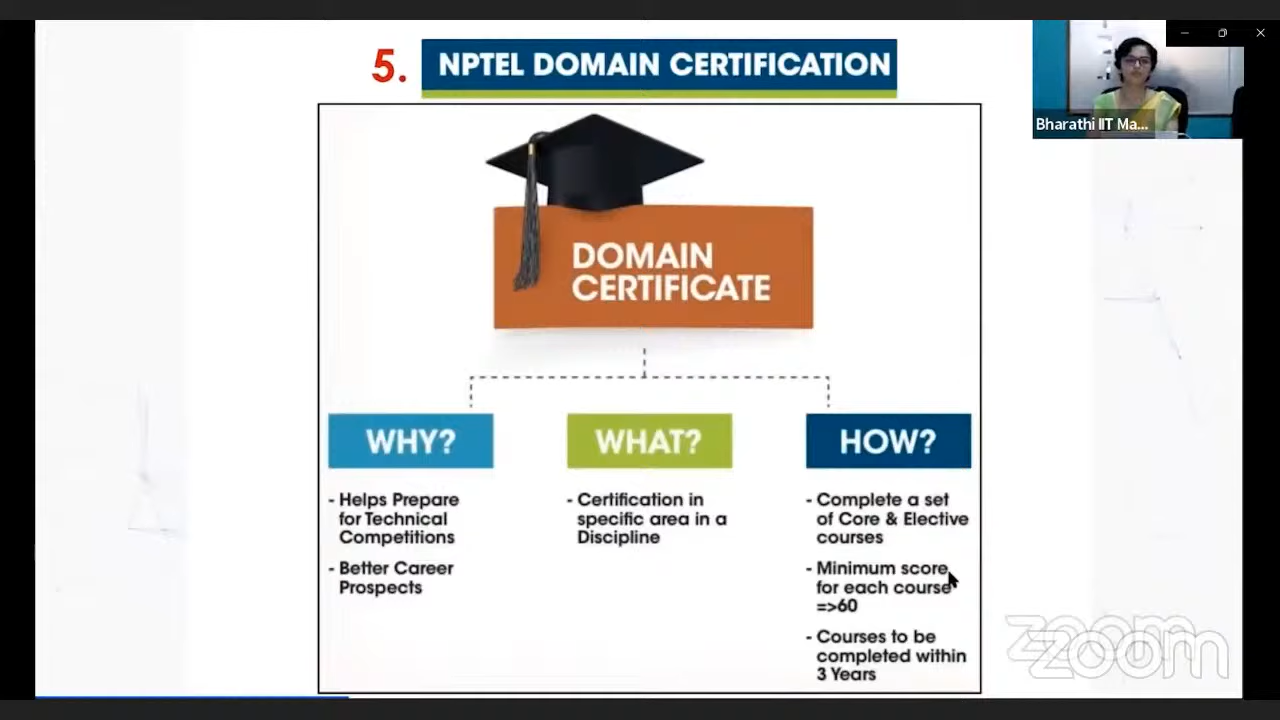 5. NPTEL DOMAIN CERTIFICATION
Bharathi IIT Ma...
DOMAIN
CERTIFICATE
WHY?
- Helps Prepare
for Technical
Competitions
- Better Career
Prospects
WHAT?
- Certification in
specific area in a
Discipline
HOW?
- Complete a set
of Core & Elective
courses
- Minimum score
for each course
=>60
- Courses to be
completed within
3 Years
zoom
zoom